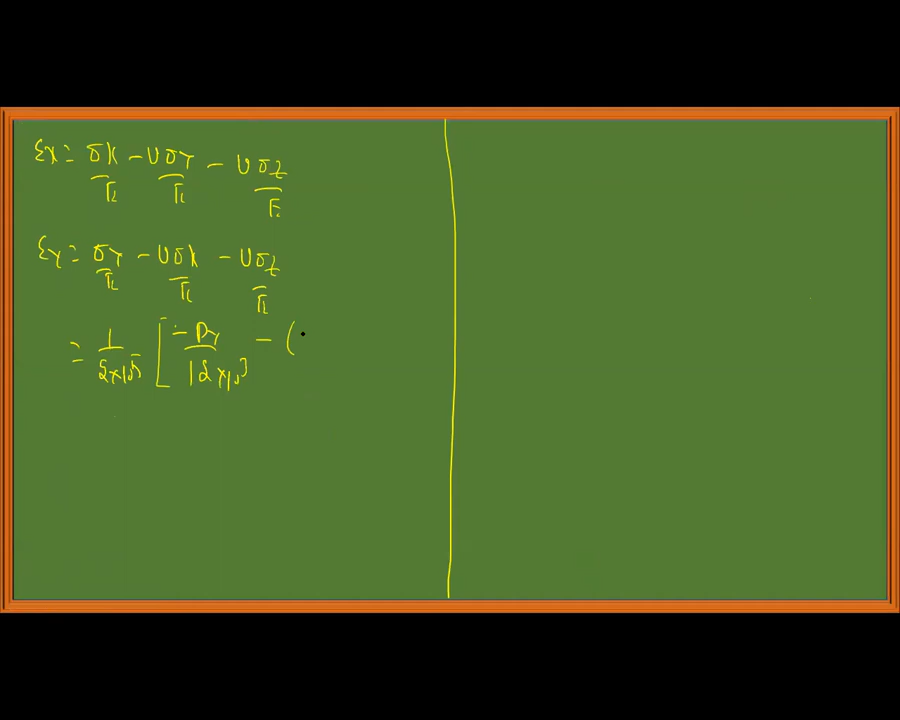 εx = σx/E - υσy/E - υσz/E
εy = σy/E - υσx/E - υσz/E
= 1/(2×10^5) [ -Py/(12×10^3) - (